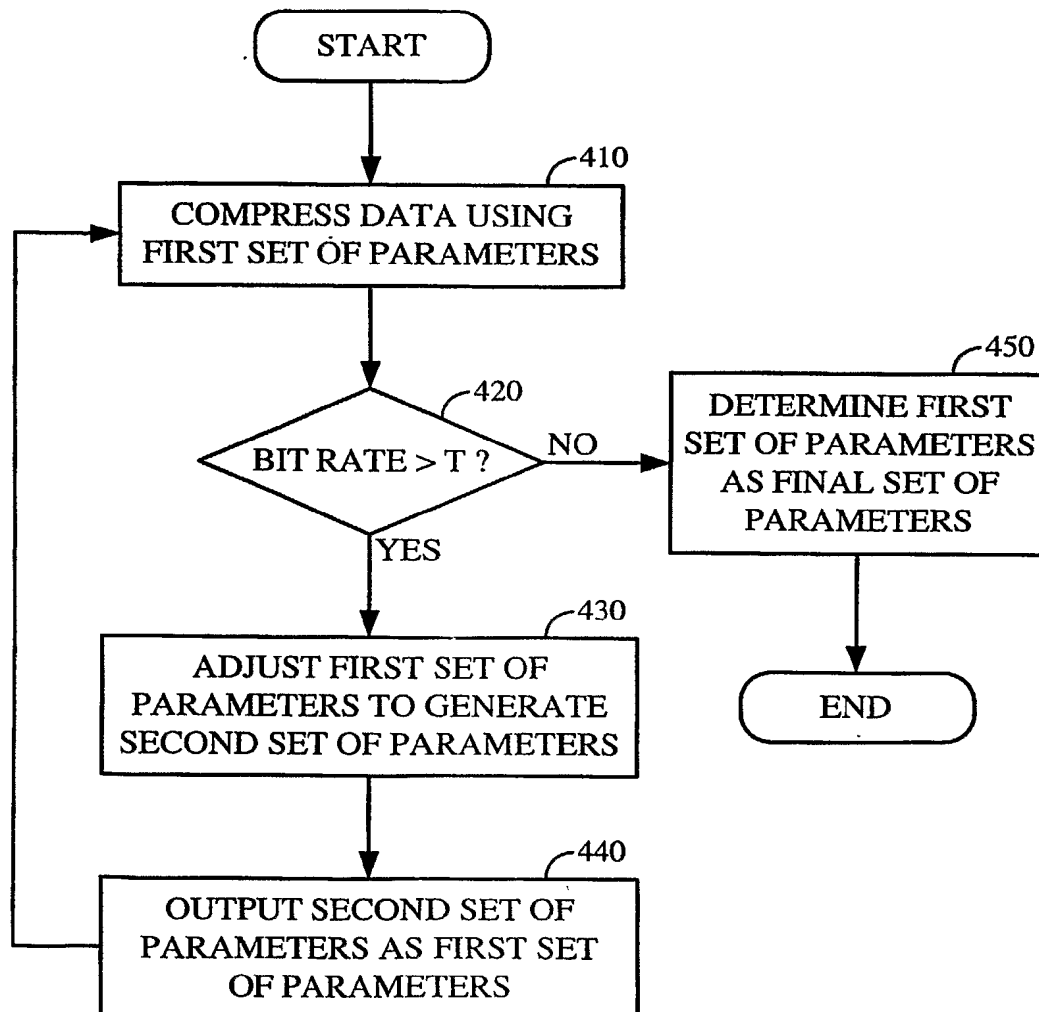 START
410
COMPRESS DATA USING
FIRST SET OF PARAMETERS
420
BIT RATE > T ?
NO
YES
450
DETERMINE FIRST
SET OF PARAMETERS
AS FINAL SET OF
PARAMETERS
END
430
ADJUST FIRST SET OF
PARAMETERS TO GENERATE
SECOND SET OF PARAMETERS
440
OUTPUT SECOND SET OF
PARAMETERS AS FIRST SET
OF PARAMETERS